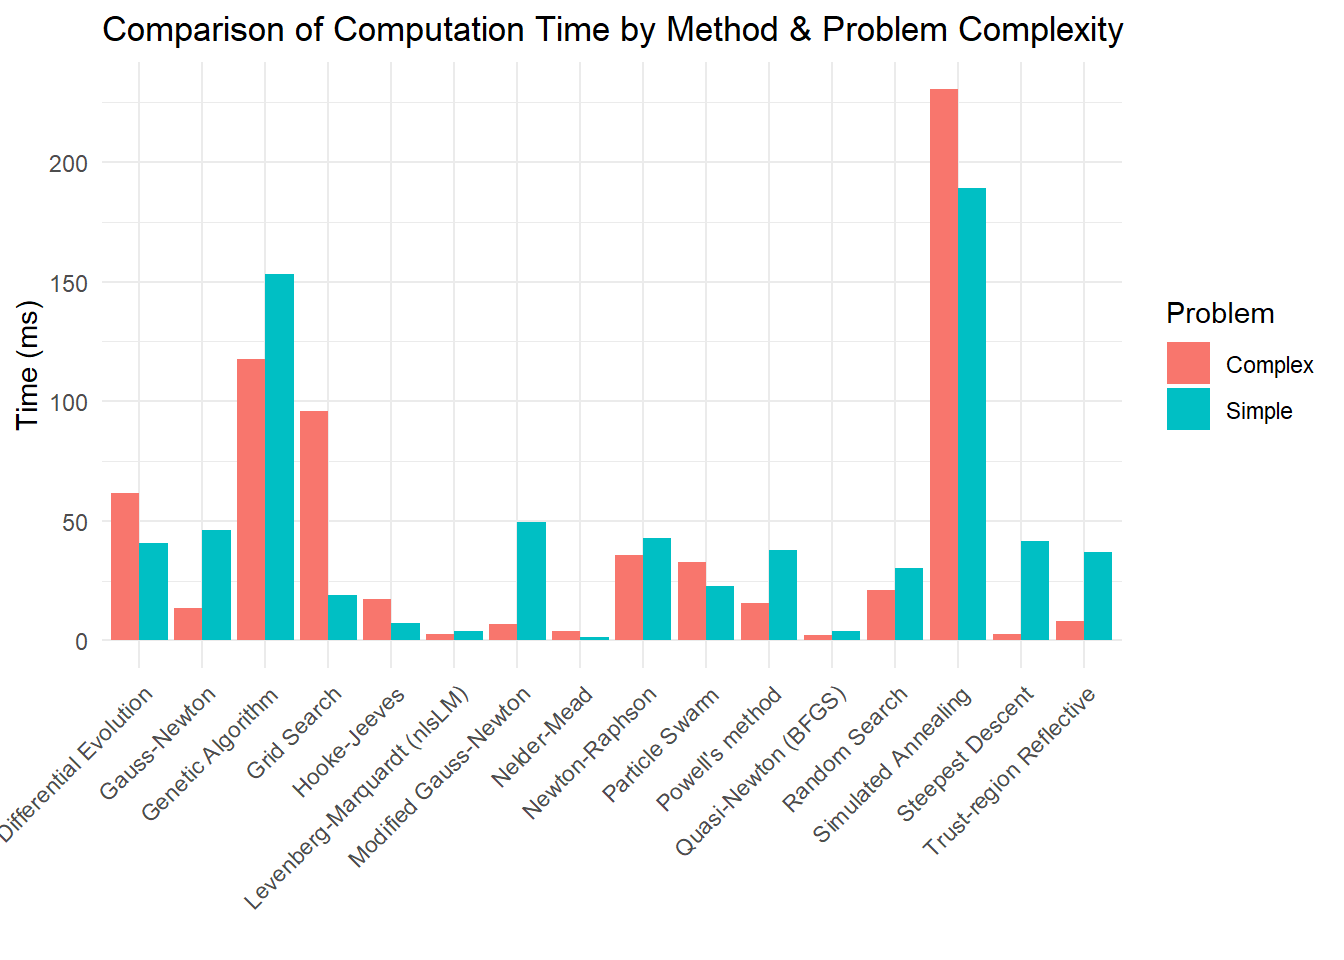 Comparison of Computation Time by Method & Problem Complexity
Time (ms)
200
150
100
50
0
Differential Evolution
Gauss-Newton
Genetic Algorithm
Grid Search
Hooke-Jeeves
Levenberg-Marquardt (nlsLM)
Modified Gauss-Newton
Nelder-Mead
Newton-Raphson
Particle Swarm
Powell's method
Quasi-Newton (BFGS)
Random Search
Simulated Annealing
Steepest Descent
Trust-region Reflective
Problem
Complex
Simple